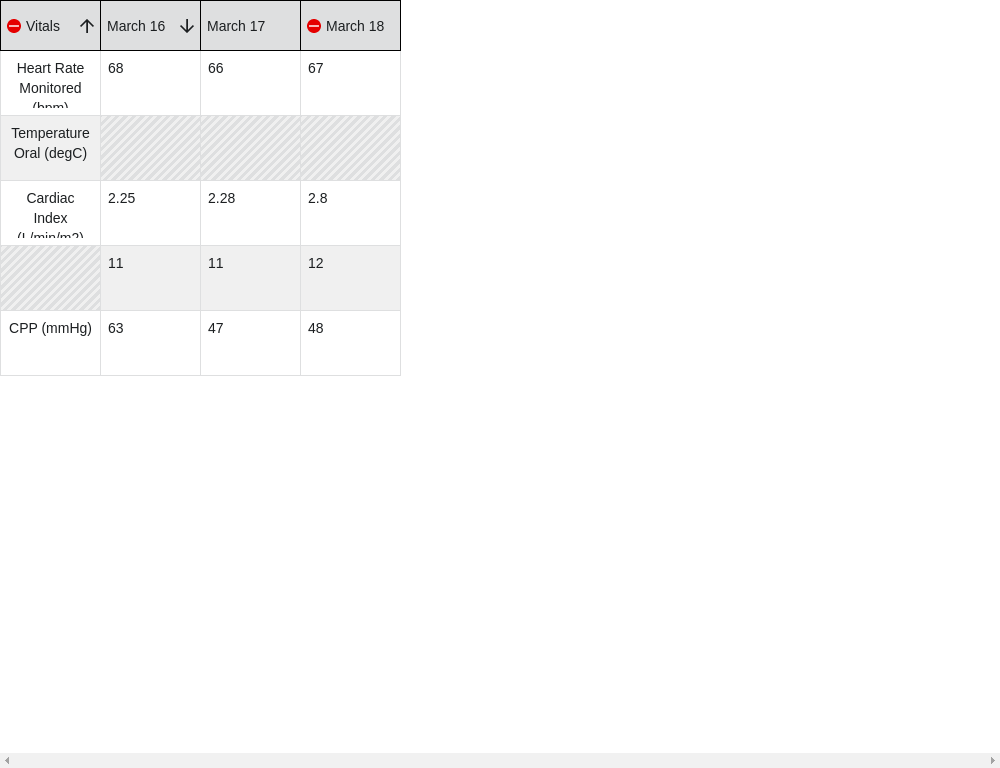 Vitals March 16 March 17 March 18
Heart Rate 68 66 67
Monitored
(bpm)
Temperature
Oral (degC)
Cardiac 2.25 2.28 2.8
Index
(L/min/m2)
11 11 12
CPP (mmHg) 63 47 48